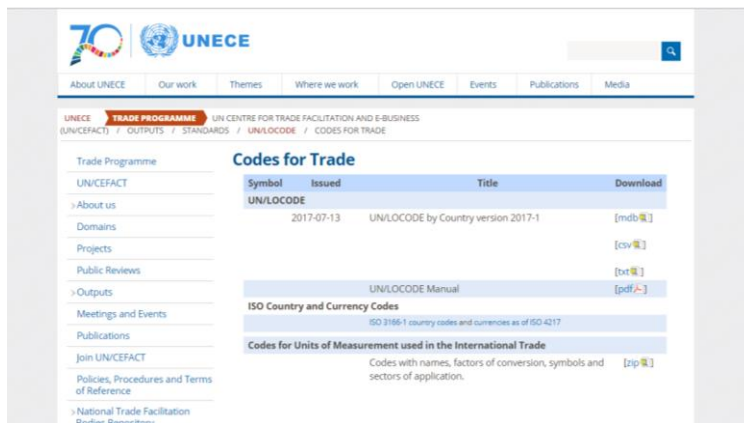 70 UNECE
About UNECE Our work Themes Where we work Open UNECE Events Publications Media
UNECE TRADE PROGRAMME UN CENTRE FOR TRADE FACILITATION AND E-BUSINESS
(UN/CEFACT) / OUTPUTS / STANDARDS / UN/LOCODE / CODES FOR TRADE
Trade Programme
UN/CEFACT
> About us
Domains
Projects
Public Reviews
> Outputs
Meetings and Events
Publications
Join UN/CEFACT
Policies, Procedures and Terms
of Reference
> National Trade Facilitation
Bodies Repository
Codes for Trade
Symbol Issued Title Download
UN/LOCODE
2017-07-13 UN/LOCODE by Country version 2017-1 [mdb]
[csv]
[txt]
UN/LOCODE Manual [pdf]
ISO Country and Currency Codes
ISO 3166-1 country codes and currencies as of ISO 4217
Codes for Units of Measurement used in the International Trade
Codes with names, factors of conversion, symbols and [zip]
sectors of application.